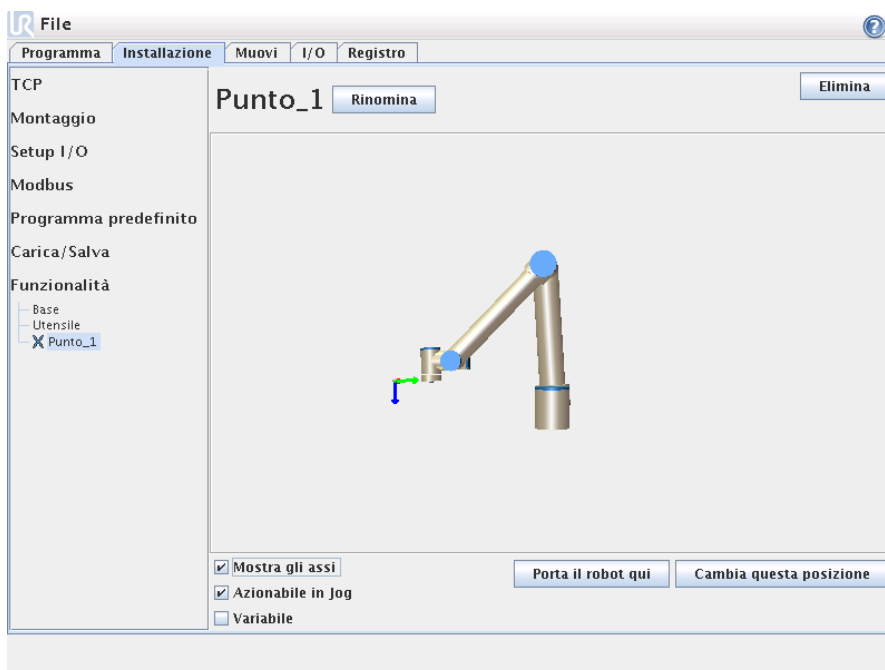 UR File
?
Programma Installazione Muovi I/O Registro
TCP
Montaggio
Setup I/O
Modbus
Programma predefinito
Carica/Salva
Funzionalità
Base
Utensile
Punto_1
Punto_1 Rinomina
Elimina
Mostra gli assi
Azionabile in Jog
Variabile
Porta il robot qui Cambia questa posizione